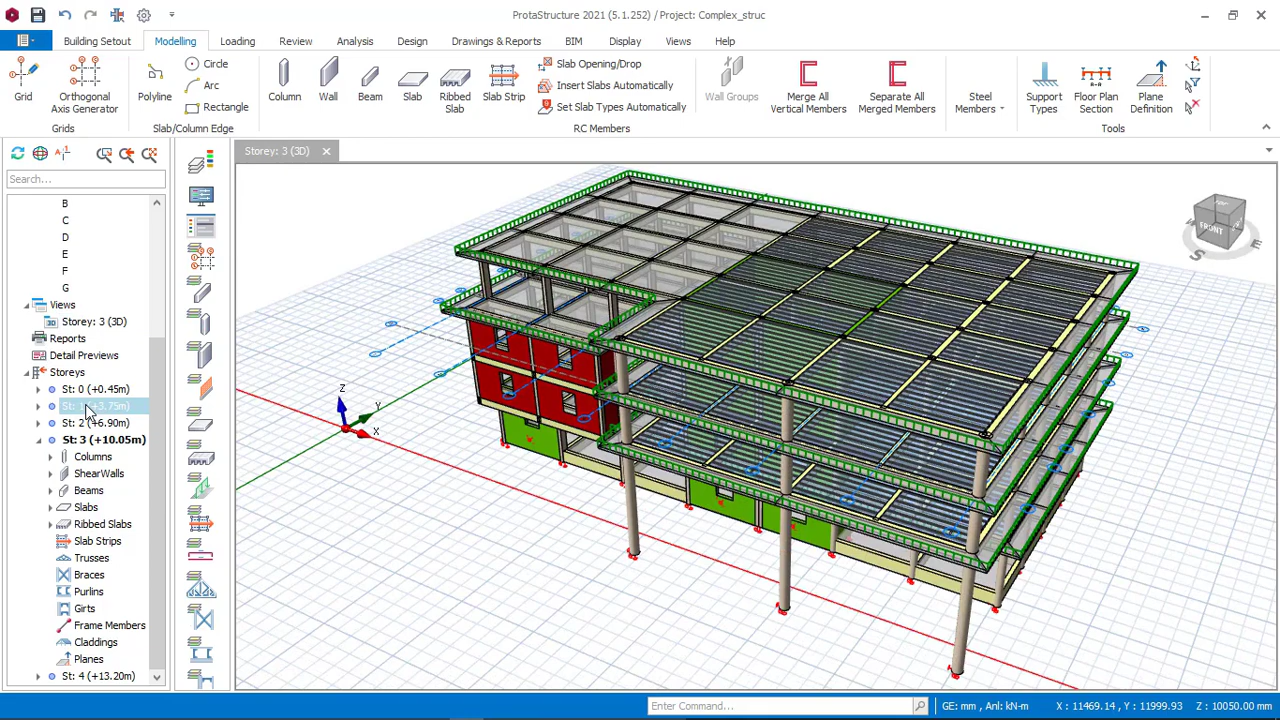 ProtaStructure 2021 (5.1.252) / Project: Complex_struc
Building Setout Modelling Loading Review Analysis Design Drawings & Reports BIM Display Views Help
Grid
Orthogonal
Axis Generator
Grids
Polyline
Circle
Arc
Rectangle
Slab/Column Edge
Column
Wall
Beam
Slab
Ribbed
Slab
Slab Strip
Slab Opening/Drop
Insert Slabs Automatically
Set Slab Types Automatically
RC Members
Wall Groups
Merge All
Vertical Members
Separate All
Merged Members
Steel
Members
Support
Types
Floor Plan
Section
Plane
Definition
Tools
Storey: 3 (3D)
Search...
B
C
D
E
F
G
Views
Storey: 3 (3D)
Reports
Detail Previews
Storeys
St: 0 (+0.45m)
St: 1 (+3.75m)
St: 2 (+6.90m)
St: 3 (+10.05m)
Columns
ShearWalls
Beams
Slabs
Ribbed Slabs
Slab Strips
Trusses
Braces
Purlins
Girts
Frame Members
Claddings
Planes
St: 4 (+13.20m)
Z
Y
X
TOP
FRONT
S
E
Enter Command...
GE: mm , Anl: kN-m
X : 11469.14 , Y : 11999.93
Z : 10050.00 mm